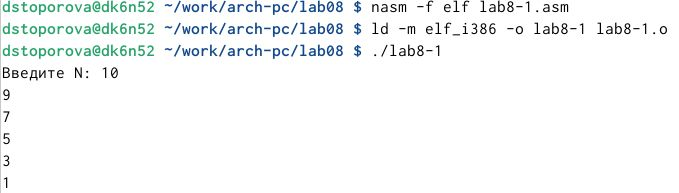 dstoporova@dk6n52 ~/work/arch-pc/lab08 $ nasm -f elf lab8-1.asm
dstoporova@dk6n52 ~/work/arch-pc/lab08 $ ld -m elf_i386 -o lab8-1 lab8-1.o
dstoporova@dk6n52 ~/work/arch-pc/lab08 $ ./lab8-1
Введите N: 10
9
7
5
3
1